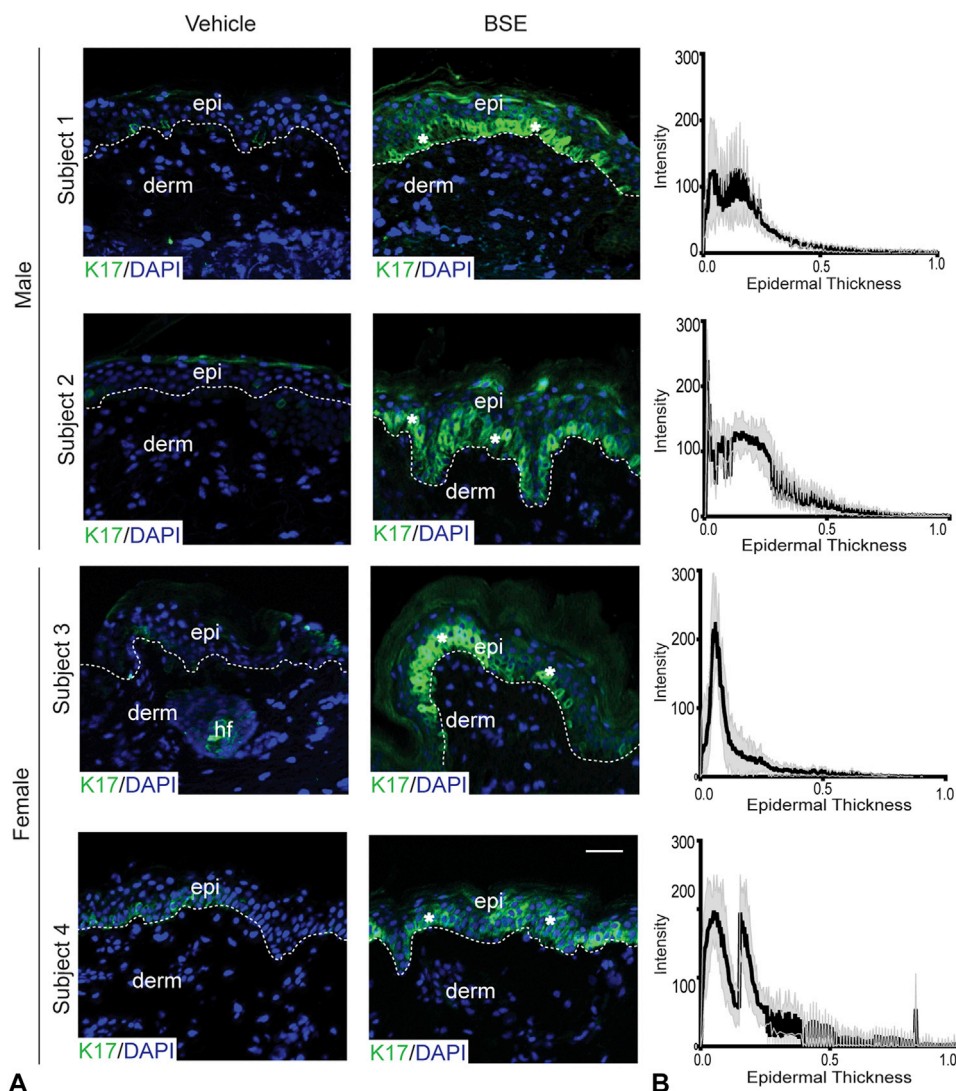 Vehicle BSE
Male
Subject 1
epi
derm
K17/DAPI
epi
*
*
derm
K17/DAPI
Intensity
300
200
100
0
0.0 0.5 1.0
Epidermal Thickness
Subject 2
epi
derm
K17/DAPI
epi
*
*
derm
K17/DAPI
Intensity
300
200
100
0
0.0 0.5 1.0
Epidermal Thickness
Female
Subject 3
epi
derm
hf
K17/DAPI
*
epi
*
derm
K17/DAPI
Intensity
300
200
100
0
0.0 0.5 1.0
Epidermal Thickness
Subject 4
epi
derm
K17/DAPI
epi
*
*
derm
K17/DAPI
Intensity
300
200
100
0
0.0 0.5 1.0
Epidermal Thickness
A B